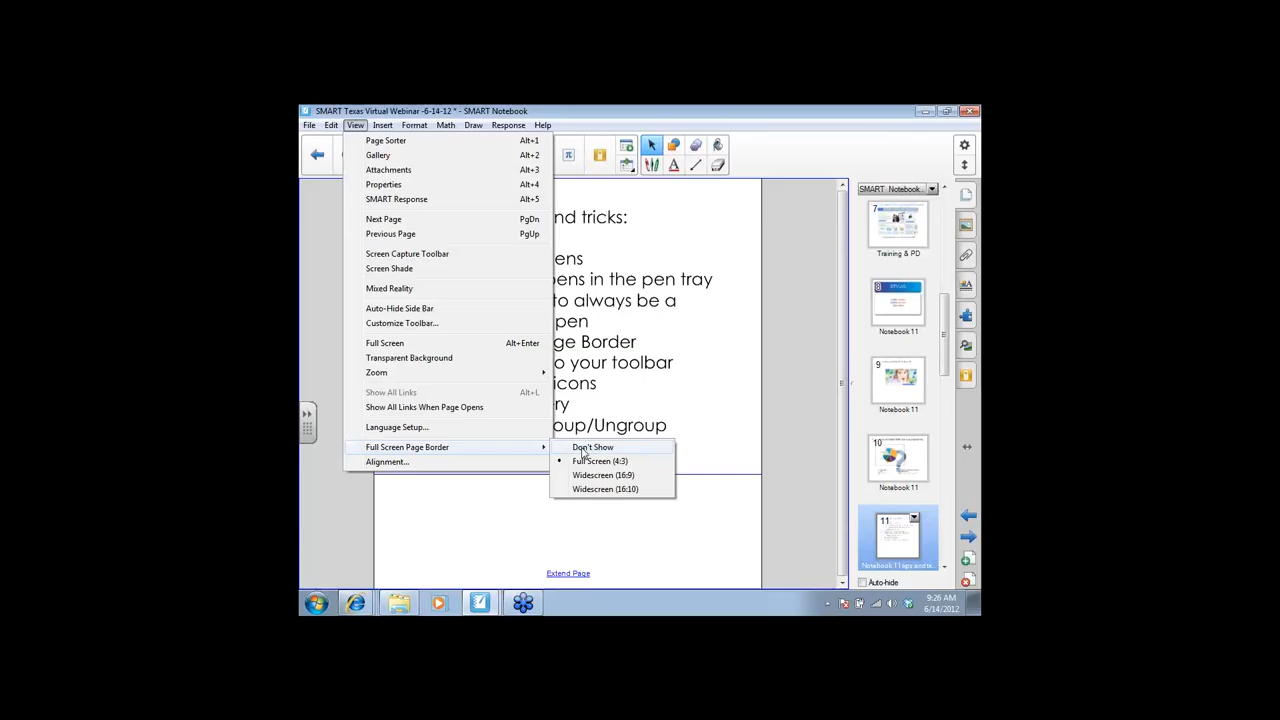 SMART Texas Virtual Webinar -6-14-12 * - SMART Notebook
File Edit View Insert Format Math Draw Response Help
Page Sorter Alt+1
Gallery Alt+2
Attachments Alt+3
Properties Alt+4
SMART Response Alt+5
Next Page PgDn
Previous Page PgUp
Screen Capture Toolbar
Screen Shade
Mixed Reality
Auto-Hide Side Bar
Customize Toolbar...
Full Screen Alt+Enter
Transparent Background
Zoom
Show All Links Alt+L
Show All Links When Page Opens
Language Setup...
Full Screen Page Border
Alignment...
Don't Show
Full Screen (4:3)
Widescreen (16:9)
Widescreen (16:10)
nd tricks:
ens
ens in the pen tray
to always be a
pen
ge Border
o your toolbar
icons
ry
oup/Ungroup
Extend Page
SMART Notebook
7
Training & PD
8
Notebook 11
9
Notebook 11
10
Notebook 11
11
Notebook 11
Auto-hide
9:26 AM
6/14/2012